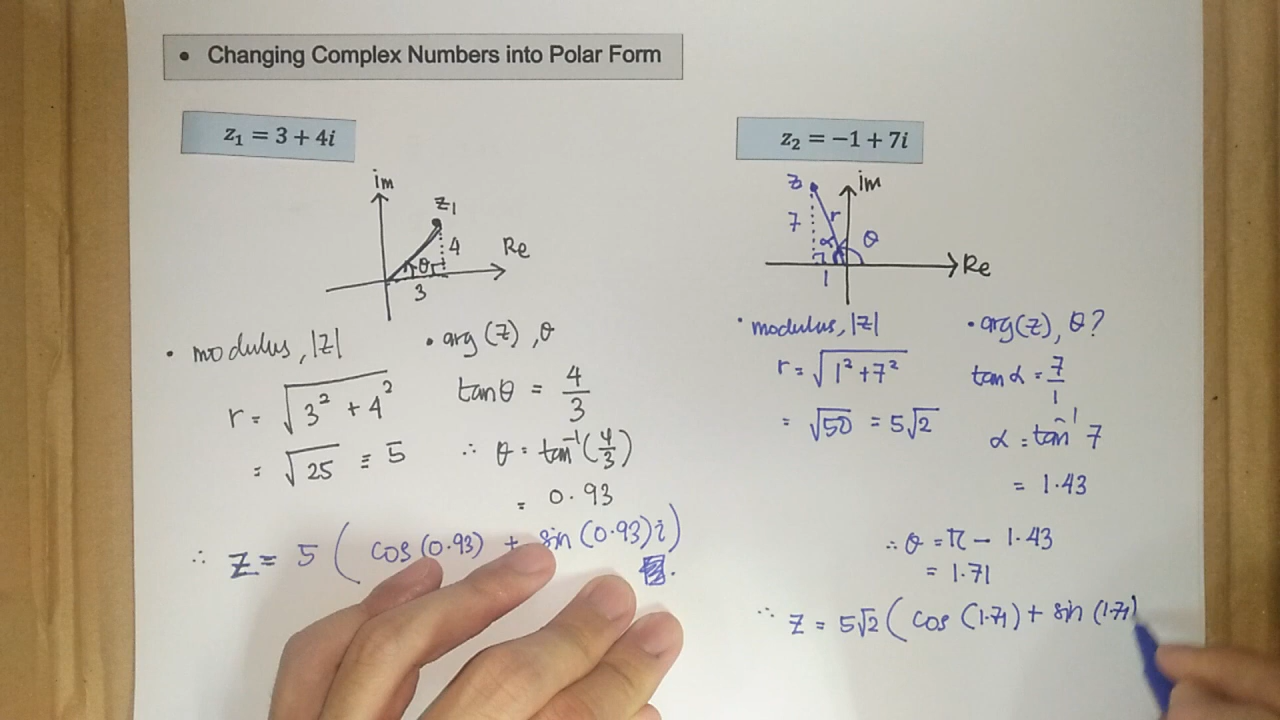 • Changing Complex Numbers into Polar Form
z₁ = 3 + 4i
im
z₁
4
Re
θ
3
• modulus, |z|
r = √(3² + 4²)
= √25 = 5
• arg(z), θ
tanθ = 4/3
∴ θ = tan⁻¹(4/3)
= 0.93
∴ z = 5 ( cos(0.93) + sin(0.93)i )
z₂ = −1 + 7i
z
im
7
r
α
θ
Re
1
• modulus, |z|
r = √(1² + 7²)
= √50 = 5√2
• arg(z), θ?
tan α = 7/1
α = tan⁻¹ 7
= 1.43
∴ θ = π − 1.43
= 1.71
∴ z = 5√2 ( cos (1.71) + sin (1.71)